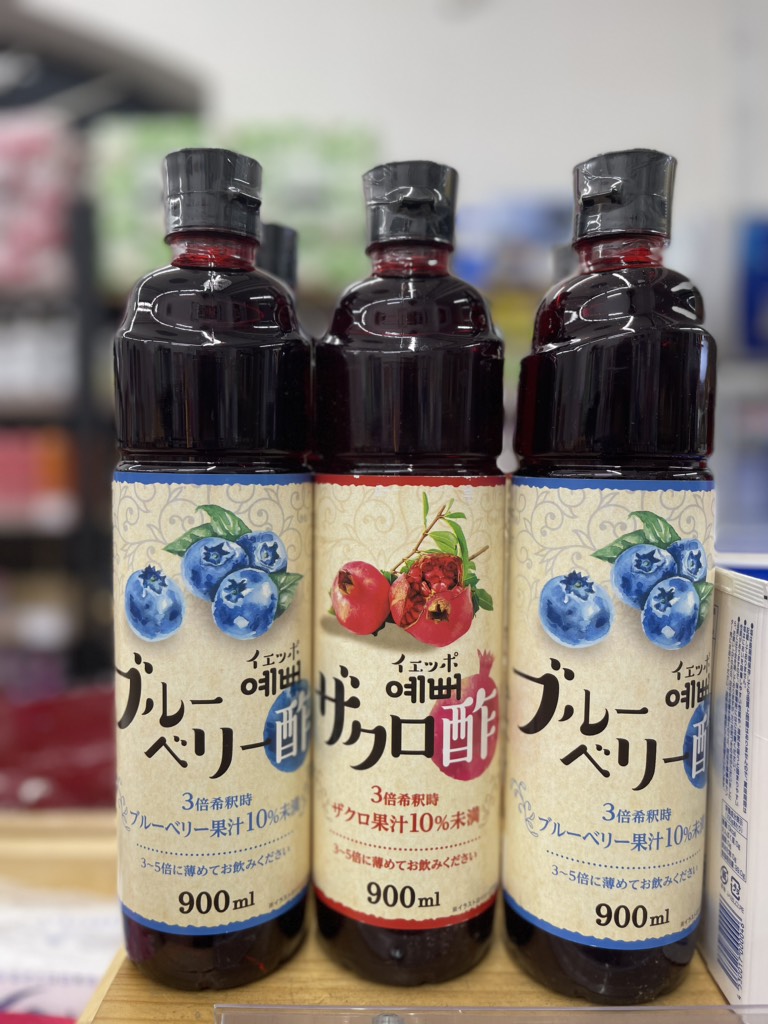 イエッポ
예뻐
ブルー
ベリー酢
3倍希釈時
ブルーベリー果汁10%未満
3~5倍に薄めてお飲みください
900ml
イエッポ
예뻐
ザクロ酢
3倍希釈時
ザクロ果汁10%未満
3~5倍に薄めてお飲みください
900ml
イエッポ
예뻐
ブルー
ベリー酢
3倍希釈時
ブルーベリー果汁10%未満
3~5倍に薄めてお飲みください
900ml